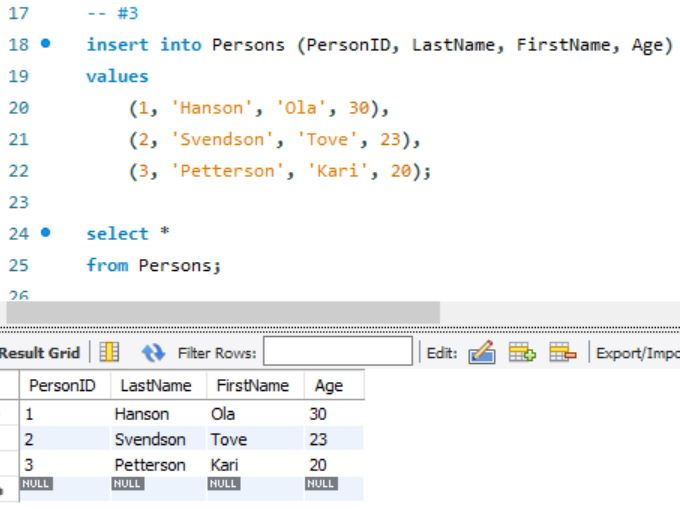 17 -- #3
18 insert into Persons (PersonID, LastName, FirstName, Age)
19 values
20 (1, 'Hanson', 'Ola', 30),
21 (2, 'Svendson', 'Tove', 23),
22 (3, 'Petterson', 'Kari', 20);
23
24 select *
25 from Persons;
26
Result Grid Filter Rows: Edit: Export/Impo
PersonID LastName FirstName Age
1 Hanson Ola 30
2 Svendson Tove 23
3 Petterson Kari 20
NULL NULL NULL NULL